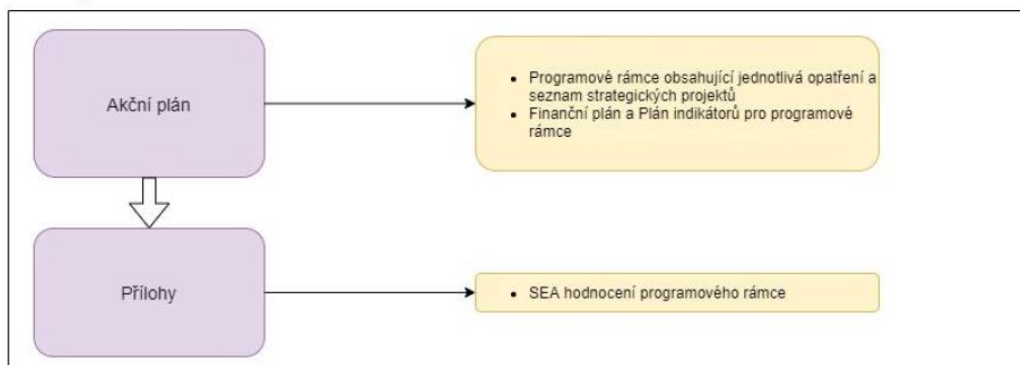 Akční plán
• Programové rámce obsahující jednotlivá opatření a
seznam strategických projektů
• Finanční plán a Plán indikátorů pro programové
rámce
Přílohy
• SEA hodnocení programového rámce